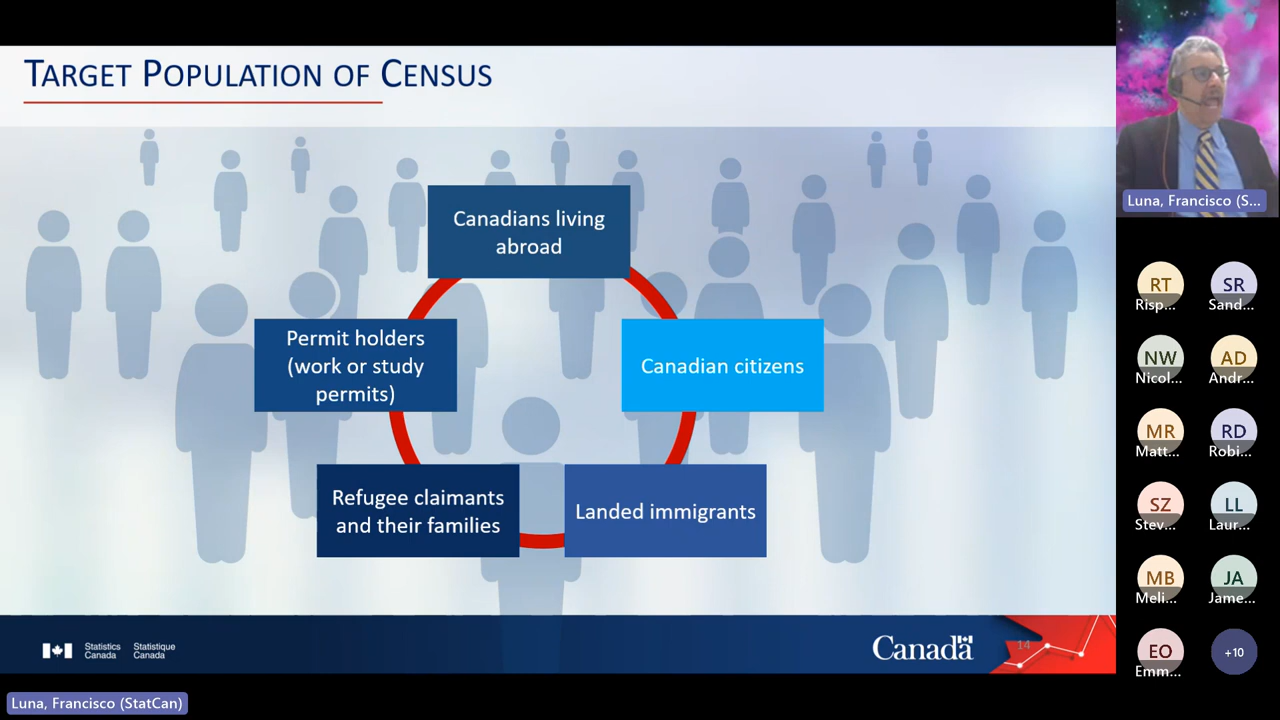 TARGET POPULATION OF CENSUS
Canadians living
abroad
Permit holders
(work or study
permits)
Canadian citizens
Refugee claimants
and their families
Landed immigrants
Statistics
Canada
Statistique
Canada
Canada
14
Luna, Francisco (StatCan)
Luna, Francisco (S...
RT
Risp...
SR
Sand...
NW
Nicol...
AD
Andr...
MR
Matt...
RD
Robi...
SZ
Stev...
LL
Laur...
MB
Meli...
JA
Jame...
EO
Emm...
+10